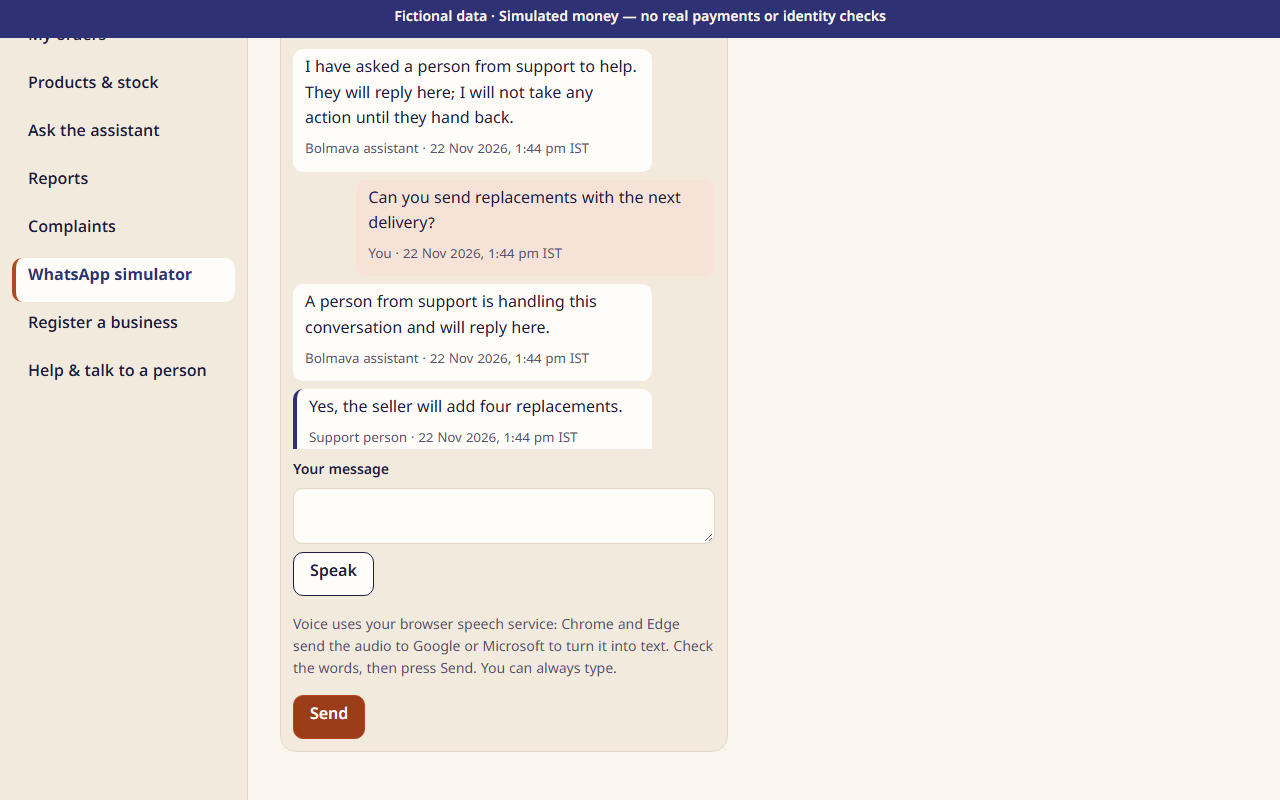 Fictional data · Simulated money — no real payments or identity checks
My orders
Products & stock
Ask the assistant
Reports
Complaints
WhatsApp simulator
Register a business
Help & talk to a person
I have asked a person from support to help.
They will reply here; I will not take any
action until they hand back.
Bolmava assistant · 22 Nov 2026, 1:44 pm IST
Can you send replacements with the next
delivery?
You · 22 Nov 2026, 1:44 pm IST
A person from support is handling this
conversation and will reply here.
Bolmava assistant · 22 Nov 2026, 1:44 pm IST
Yes, the seller will add four replacements.
Support person · 22 Nov 2026, 1:44 pm IST
Your message
Speak
Voice uses your browser speech service: Chrome and Edge
send the audio to Google or Microsoft to turn it into text. Check
the words, then press Send. You can always type.
Send